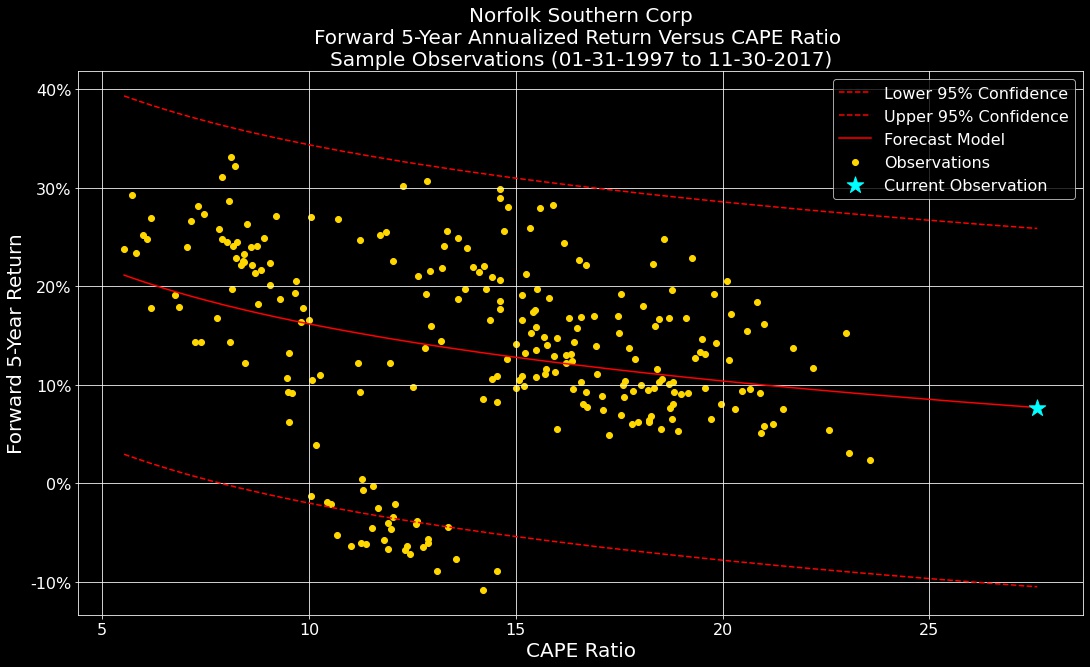 Norfolk Southern Corp
Forward 5-Year Annualized Return Versus CAPE Ratio
Sample Observations (01-31-1997 to 11-30-2017)
Lower 95% Confidence
Upper 95% Confidence
Forecast Model
Observations
Current Observation
Forward 5-Year Return
40%
30%
20%
10%
0%
-10%
5
10
15
20
25
CAPE Ratio